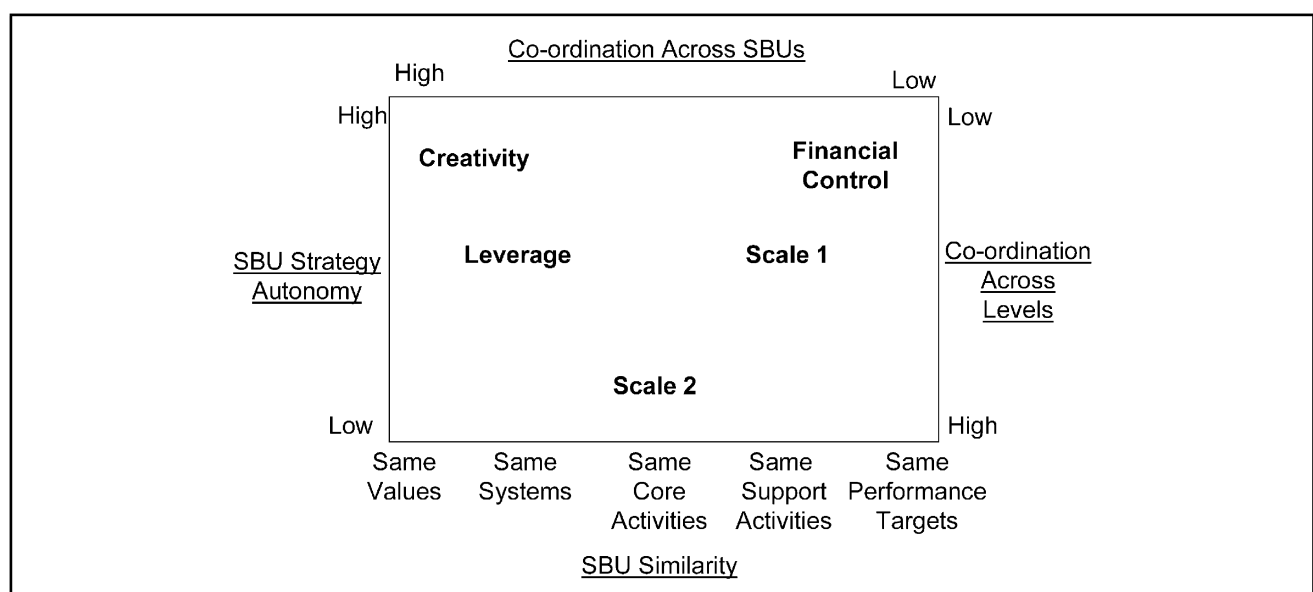 Co-ordination Across SBUs
High
Low
High
Low
Creativity
Financial
Control
SBU Strategy
Autonomy
Leverage
Scale 1
Co-ordination
Across
Levels
Scale 2
Low
High
Same
Values
Same
Systems
Same
Core
Activities
Same
Support
Activities
Same
Performance
Targets
SBU Similarity